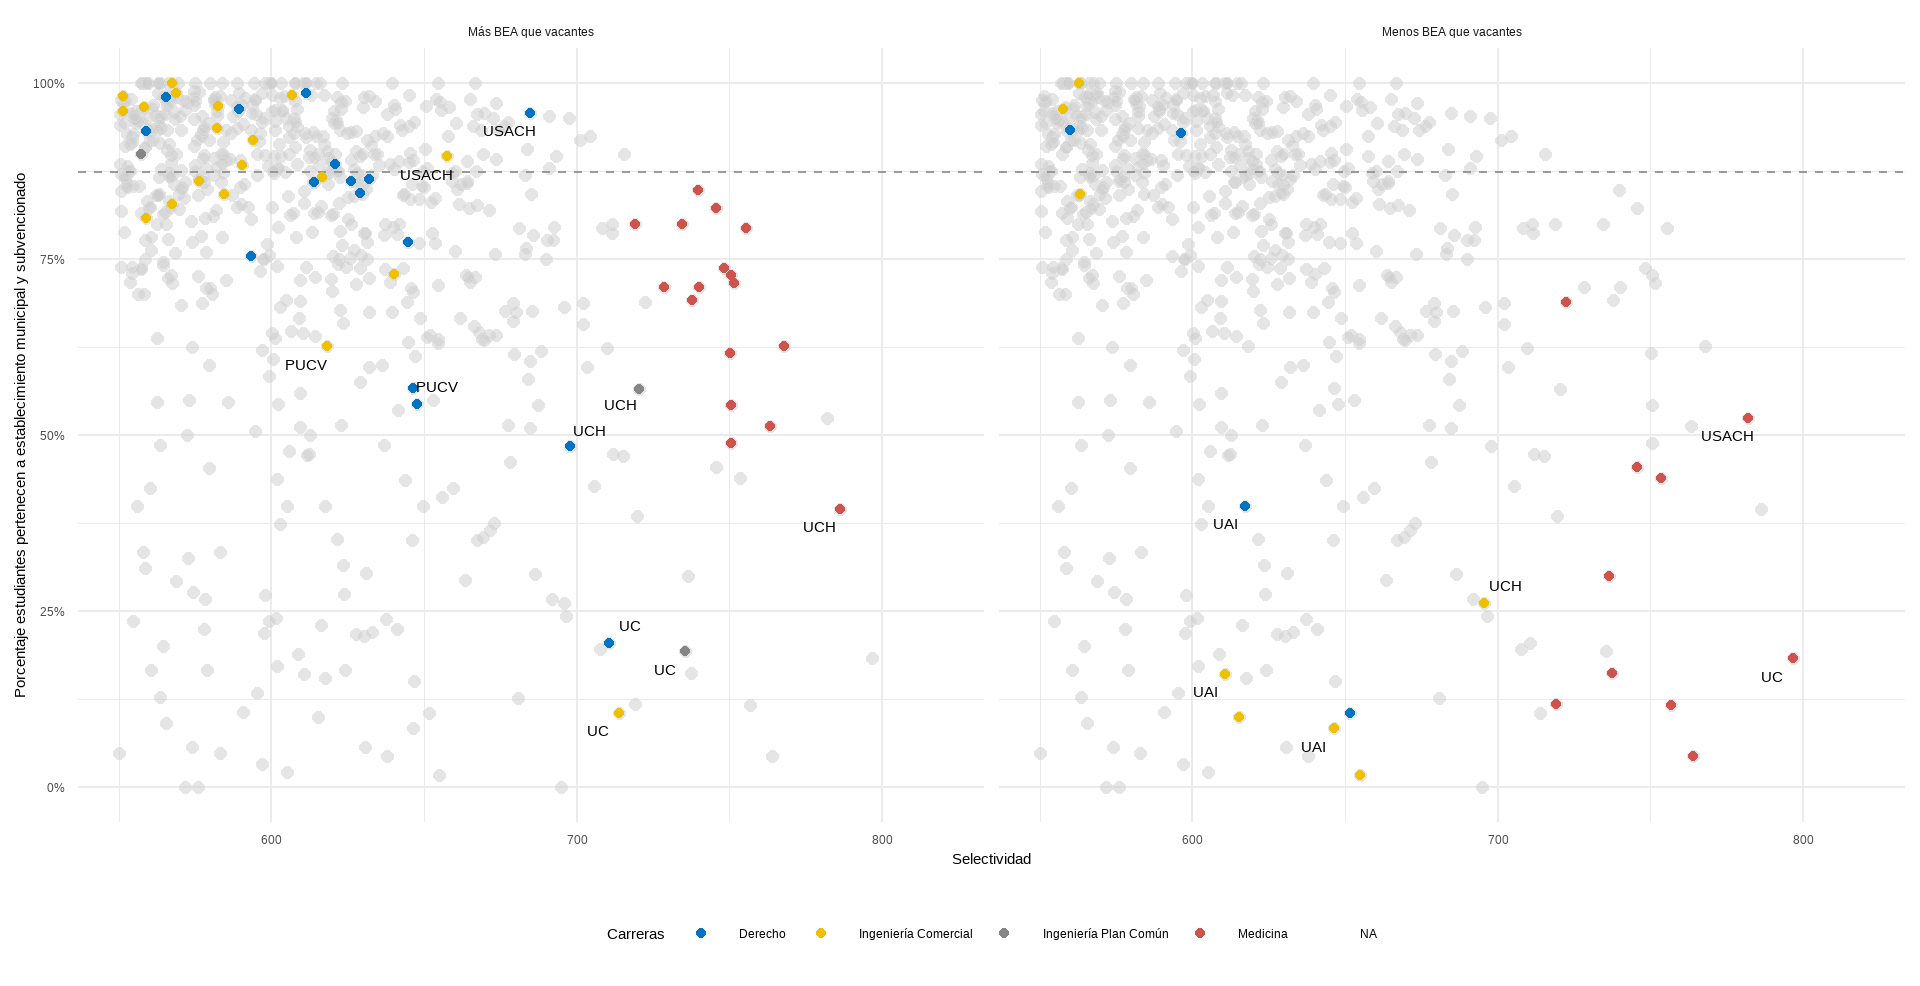 Más BEA que vacantes
Menos BEA que vacantes
Porcentaje estudiantes pertenecen a establecimiento municipal y subvencionado
100%
75%
50%
25%
0%
USACH
USACH
PUCV
PUCV
UCH
UCH
UCH
UC
UC
UC
USACH
UAI
UCH
UAI
UC
UAI
600
700
800
600
700
800
Selectividad
Carreras
Derecho
Ingeniería Comercial
Ingeniería Plan Común
Medicina
NA